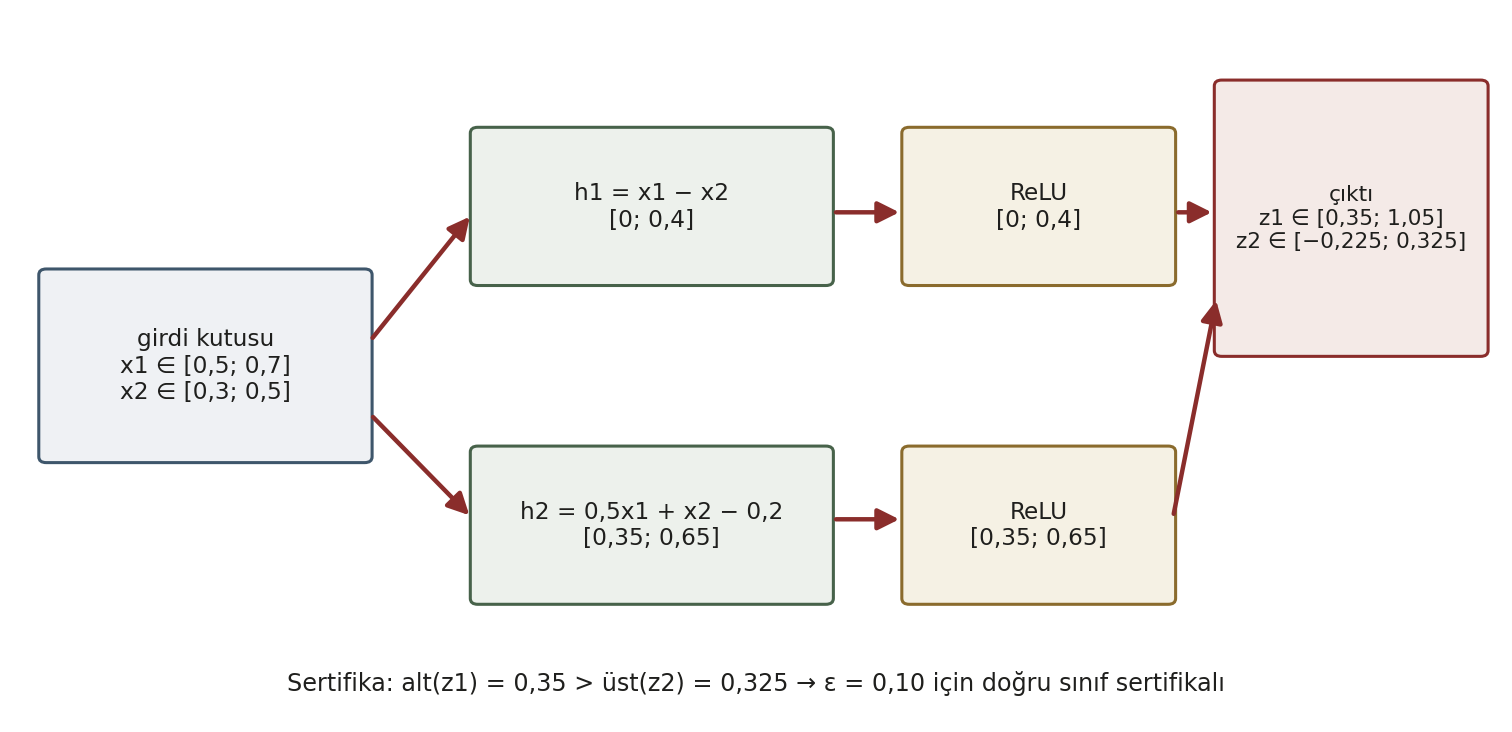 girdi kutusu
x1 ∈ [0,5; 0,7]
x2 ∈ [0,3; 0,5]
h1 = x1 − x2
[0; 0,4]
ReLU
[0; 0,4]
çıktı
z1 ∈ [0,35; 1,05]
z2 ∈ [−0,225; 0,325]
h2 = 0,5x1 + x2 − 0,2
[0,35; 0,65]
ReLU
[0,35; 0,65]
Sertifika: alt(z1) = 0,35 > üst(z2) = 0,325 → ε = 0,10 için doğru sınıf sertifikalı